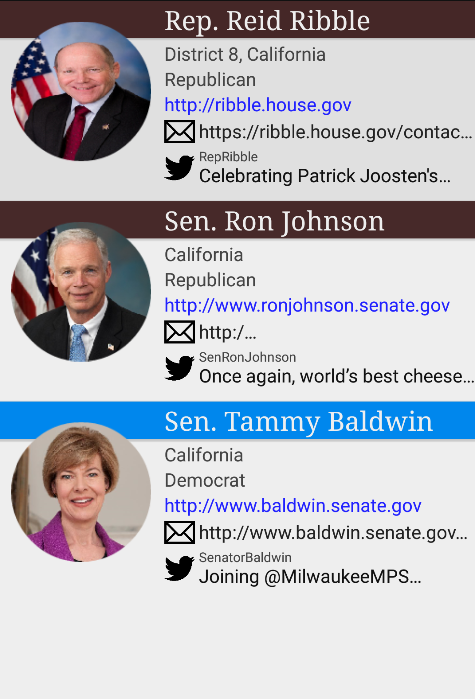 Rep. Reid Ribble
District 8, California
Republican
http://ribble.house.gov
https://ribble.house.gov/contac...
RepRibble
Celebrating Patrick Joosten's...
Sen. Ron Johnson
California
Republican
http://www.ronjohnson.senate.gov
http:/...
SenRonJohnson
Once again, world’s best cheese...
Sen. Tammy Baldwin
California
Democrat
http://www.baldwin.senate.gov
http://www.baldwin.senate.gov...
SenatorBaldwin
Joining @MilwaukeeMPS...